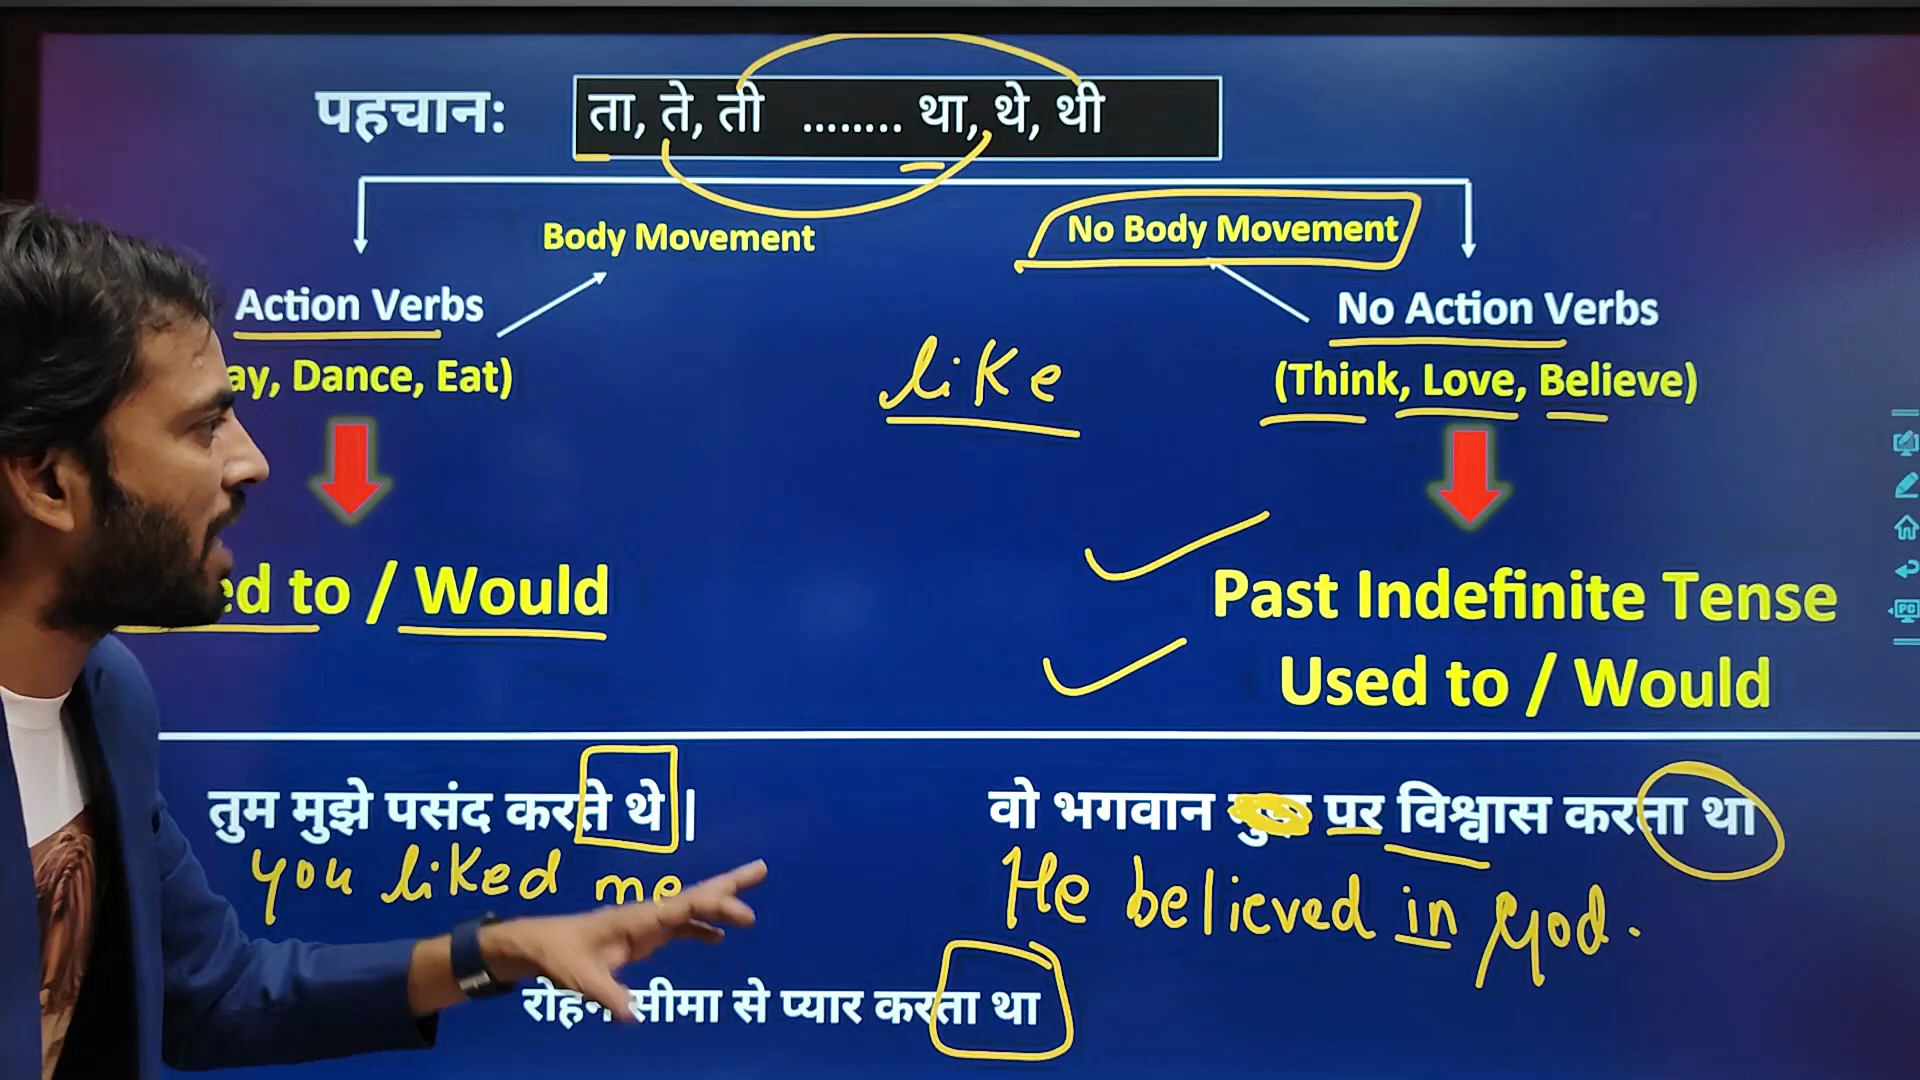 पहचान: ता, ते, ती ........ था, थे, थी
Body Movement
No Body Movement
Action Verbs
No Action Verbs
Dance, Eat)
(Think, Love, Believe)
like
to / Would
Past Indefinite Tense
Used to / Would
तुम मुझे पसंद करते थे |
वो भगवान पर विश्वास करता था
you liked me
He believed in God.
सीमा से प्यार करता था
PC